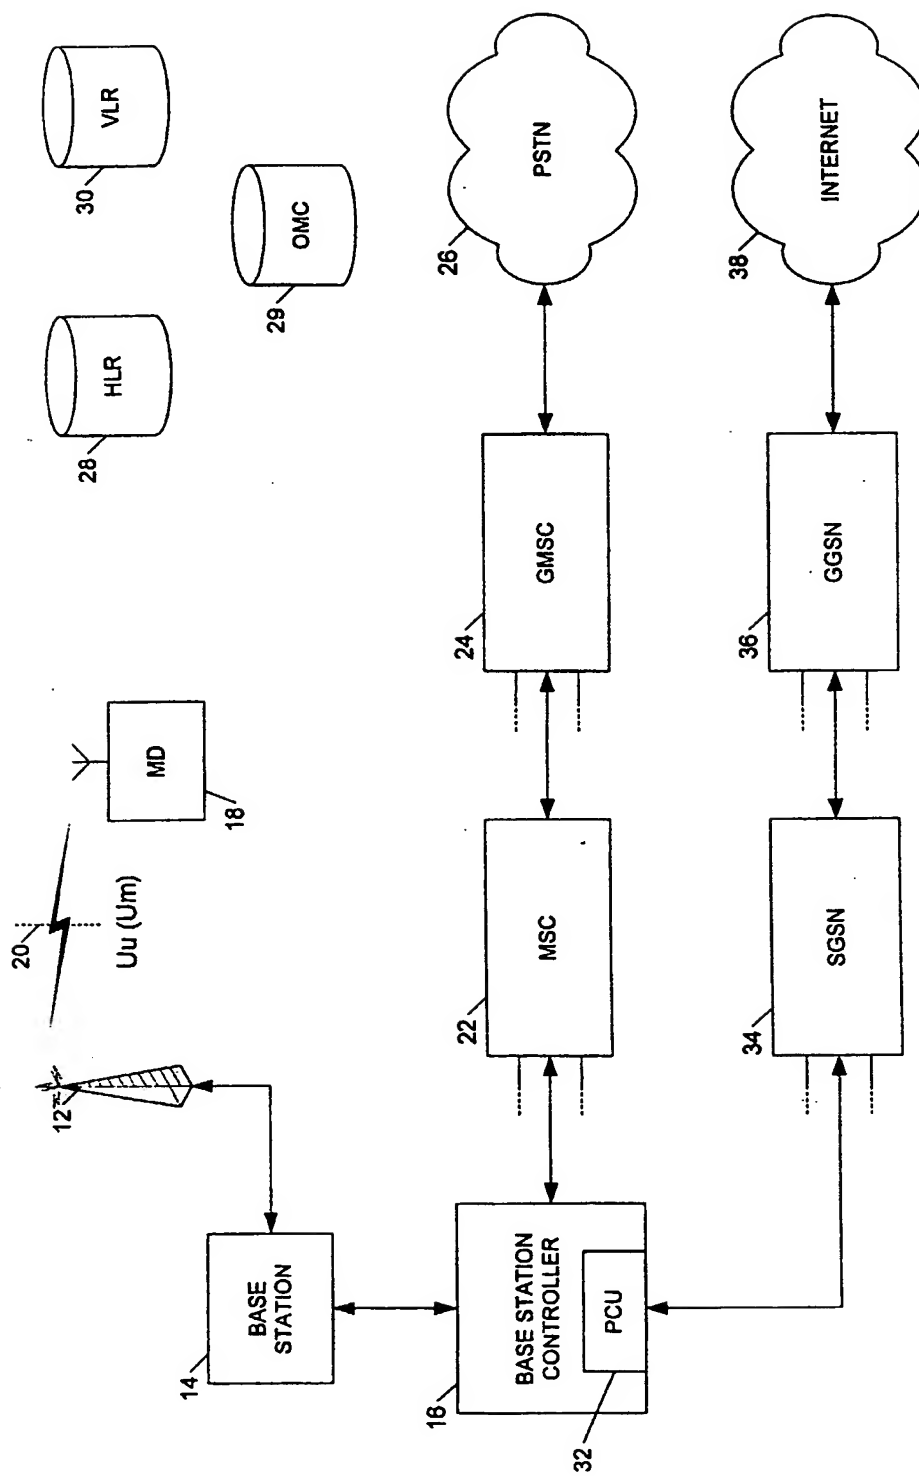 12
20
Uu (Um)
MD
18
HLR
28
VLR
30
OMC
29
BASE
STATION
14
BASE STATION
CONTROLLER
16
PCU
32
MSC
22
GMSC
24
PSTN
26
SGSN
34
GGSN
36
INTERNET
38